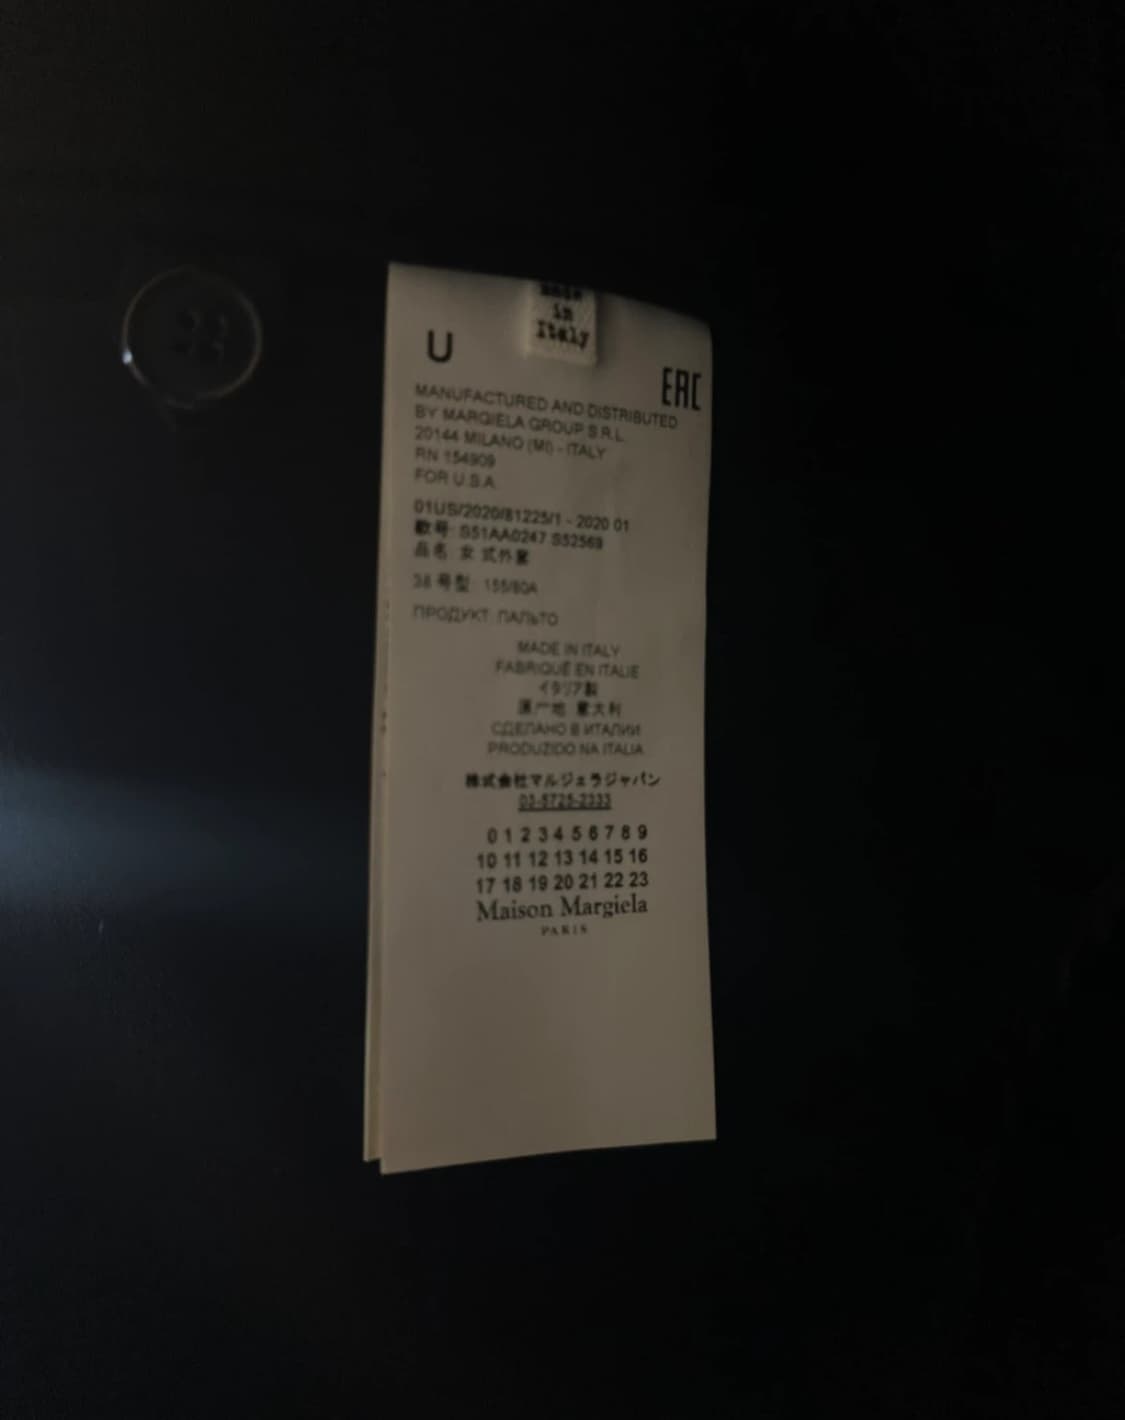 Made
in
Italy
U
EAC
MANUFACTURED AND DISTRIBUTED
BY MARGIELA GROUP S.R.L.
20144 MILANO (MI) - ITALY
RN 154909
FOR U.S.A.
01US/2020/81225/1 - 2020 01
款号: S51AA0247 S52569
品名 女 式外套
38 号型: 155/80A
ПРОДУКТ: ПАЛЬТО
MADE IN ITALY
FABRIQUÉ EN ITALIE
イタリア製
原产地 意大利
СДЕЛАНО В ИТАЛИИ
PRODUZIDO NA ITALIA
株式会社マルジェラジャパン
03-5725-2333
0 1 2 3 4 5 6 7 8 9
10 11 12 13 14 15 16
17 18 19 20 21 22 23
Maison Margiela
PARIS